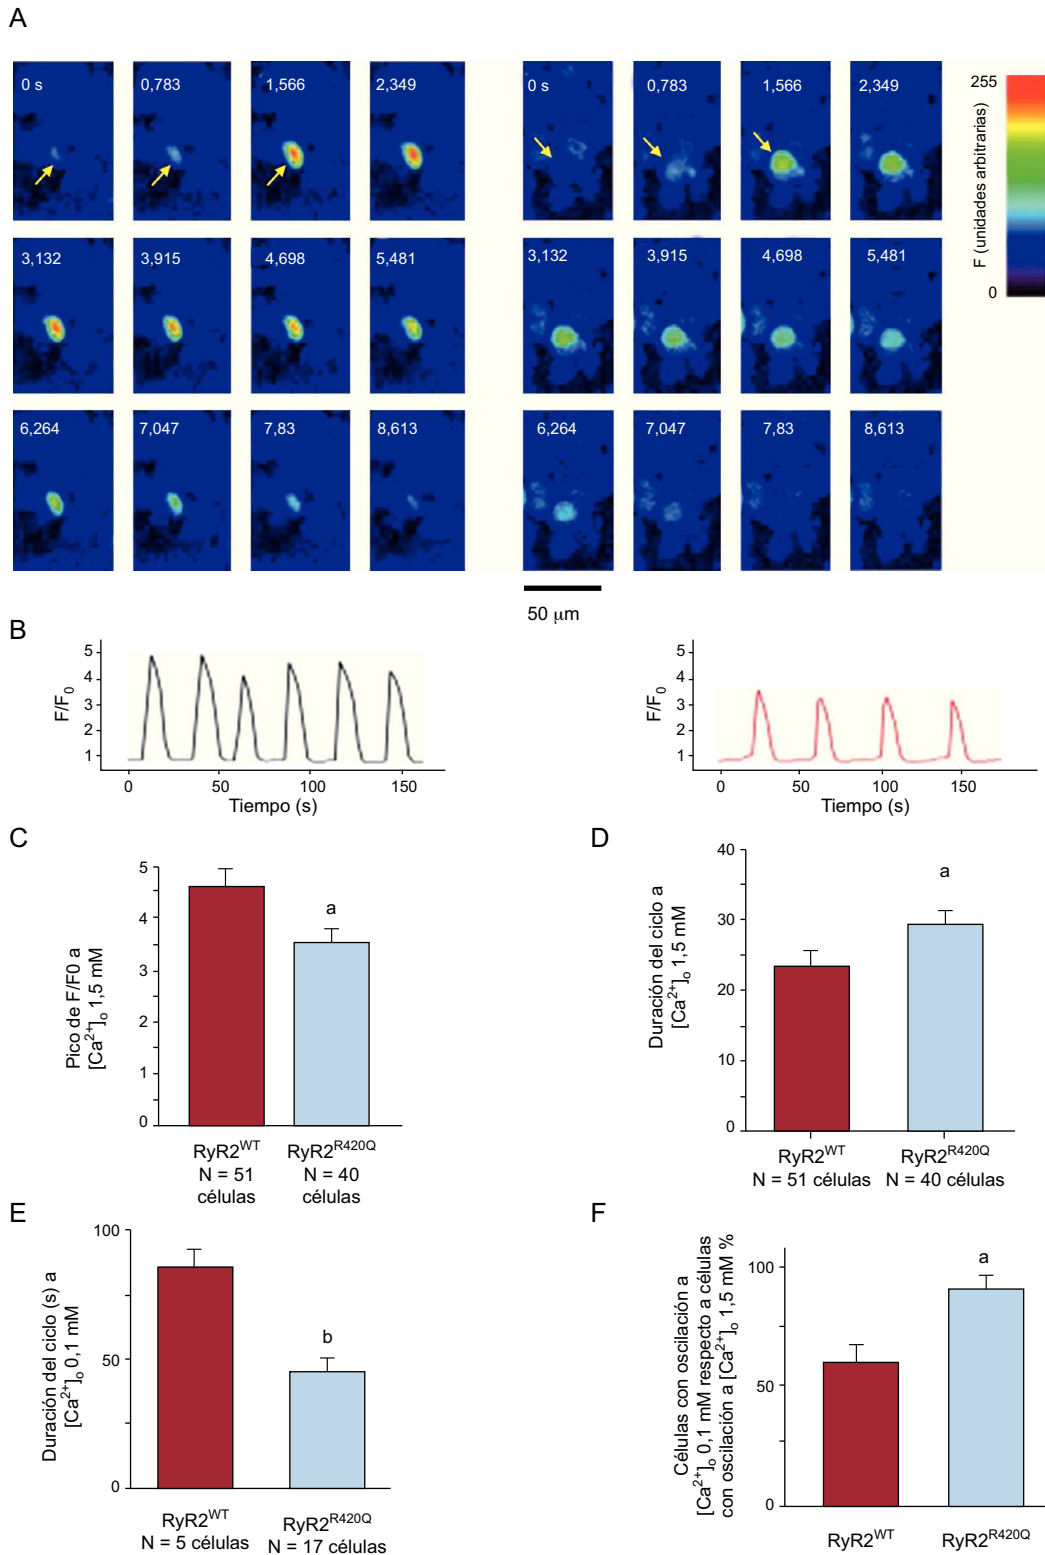 A
0 s
0,783
1,566
2,349
3,132
3,915
4,698
5,481
6,264
7,047
7,83
8,613
0 s
0,783
1,566
2,349
3,132
3,915
4,698
5,481
6,264
7,047
7,83
8,613
255
0
F (unidades arbitrarias)
50 μm
B
F/F0
5
4
3
2
1
0
50
100
150
Tiempo (s)
F/F0
5
4
3
2
1
0
50
100
150
Tiempo (s)
C
Pico de F/F0 a
[Ca2+]o 1,5 mM
5
4
3
2
1
0
a
RyR2WT
N = 51
células
RyR2R420Q
N = 40
células
D
Duración del ciclo a
[Ca2+]o 1,5 mM
40
30
20
10
0
a
RyR2WT
N = 51 células
RyR2R420Q
N = 40 células
E
Duración del ciclo (s) a
[Ca2+]o 0,1 mM
100
50
0
b
RyR2WT
N = 5 células
RyR2R420Q
N = 17 células
F
Células con oscilación a
[Ca2+]o 0,1 mM respecto a células
con oscilación a [Ca2+]o 1,5 mM %
100
50
0
a
RyR2WT
RyR2R420Q